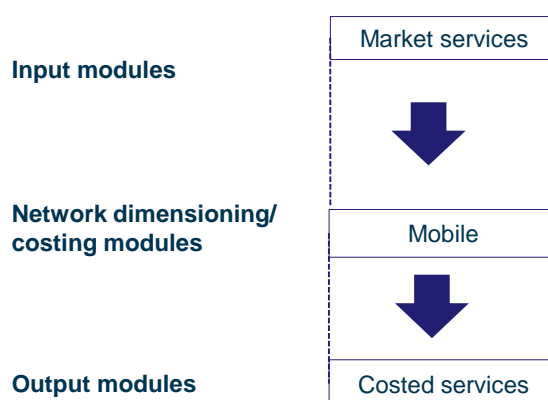 Market services
Input modules
Network dimensioning/
costing modules
Mobile
Output modules
Costed services